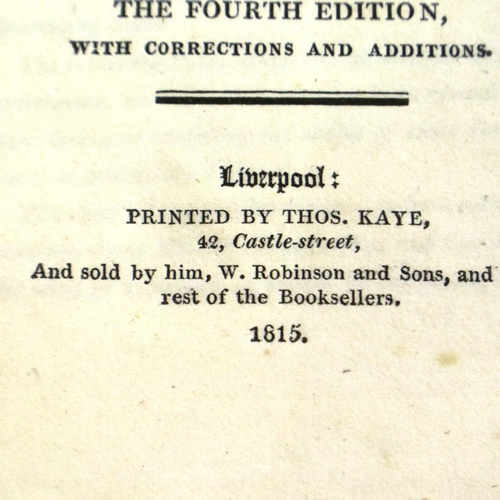 THE FOURTH EDITION,
WITH CORRECTIONS AND ADDITIONS.
Liverpool:
PRINTED BY THOS. KAYE,
42, Castle-street,
And sold by him, W. Robinson and Sons, and
rest of the Booksellers.
1815.